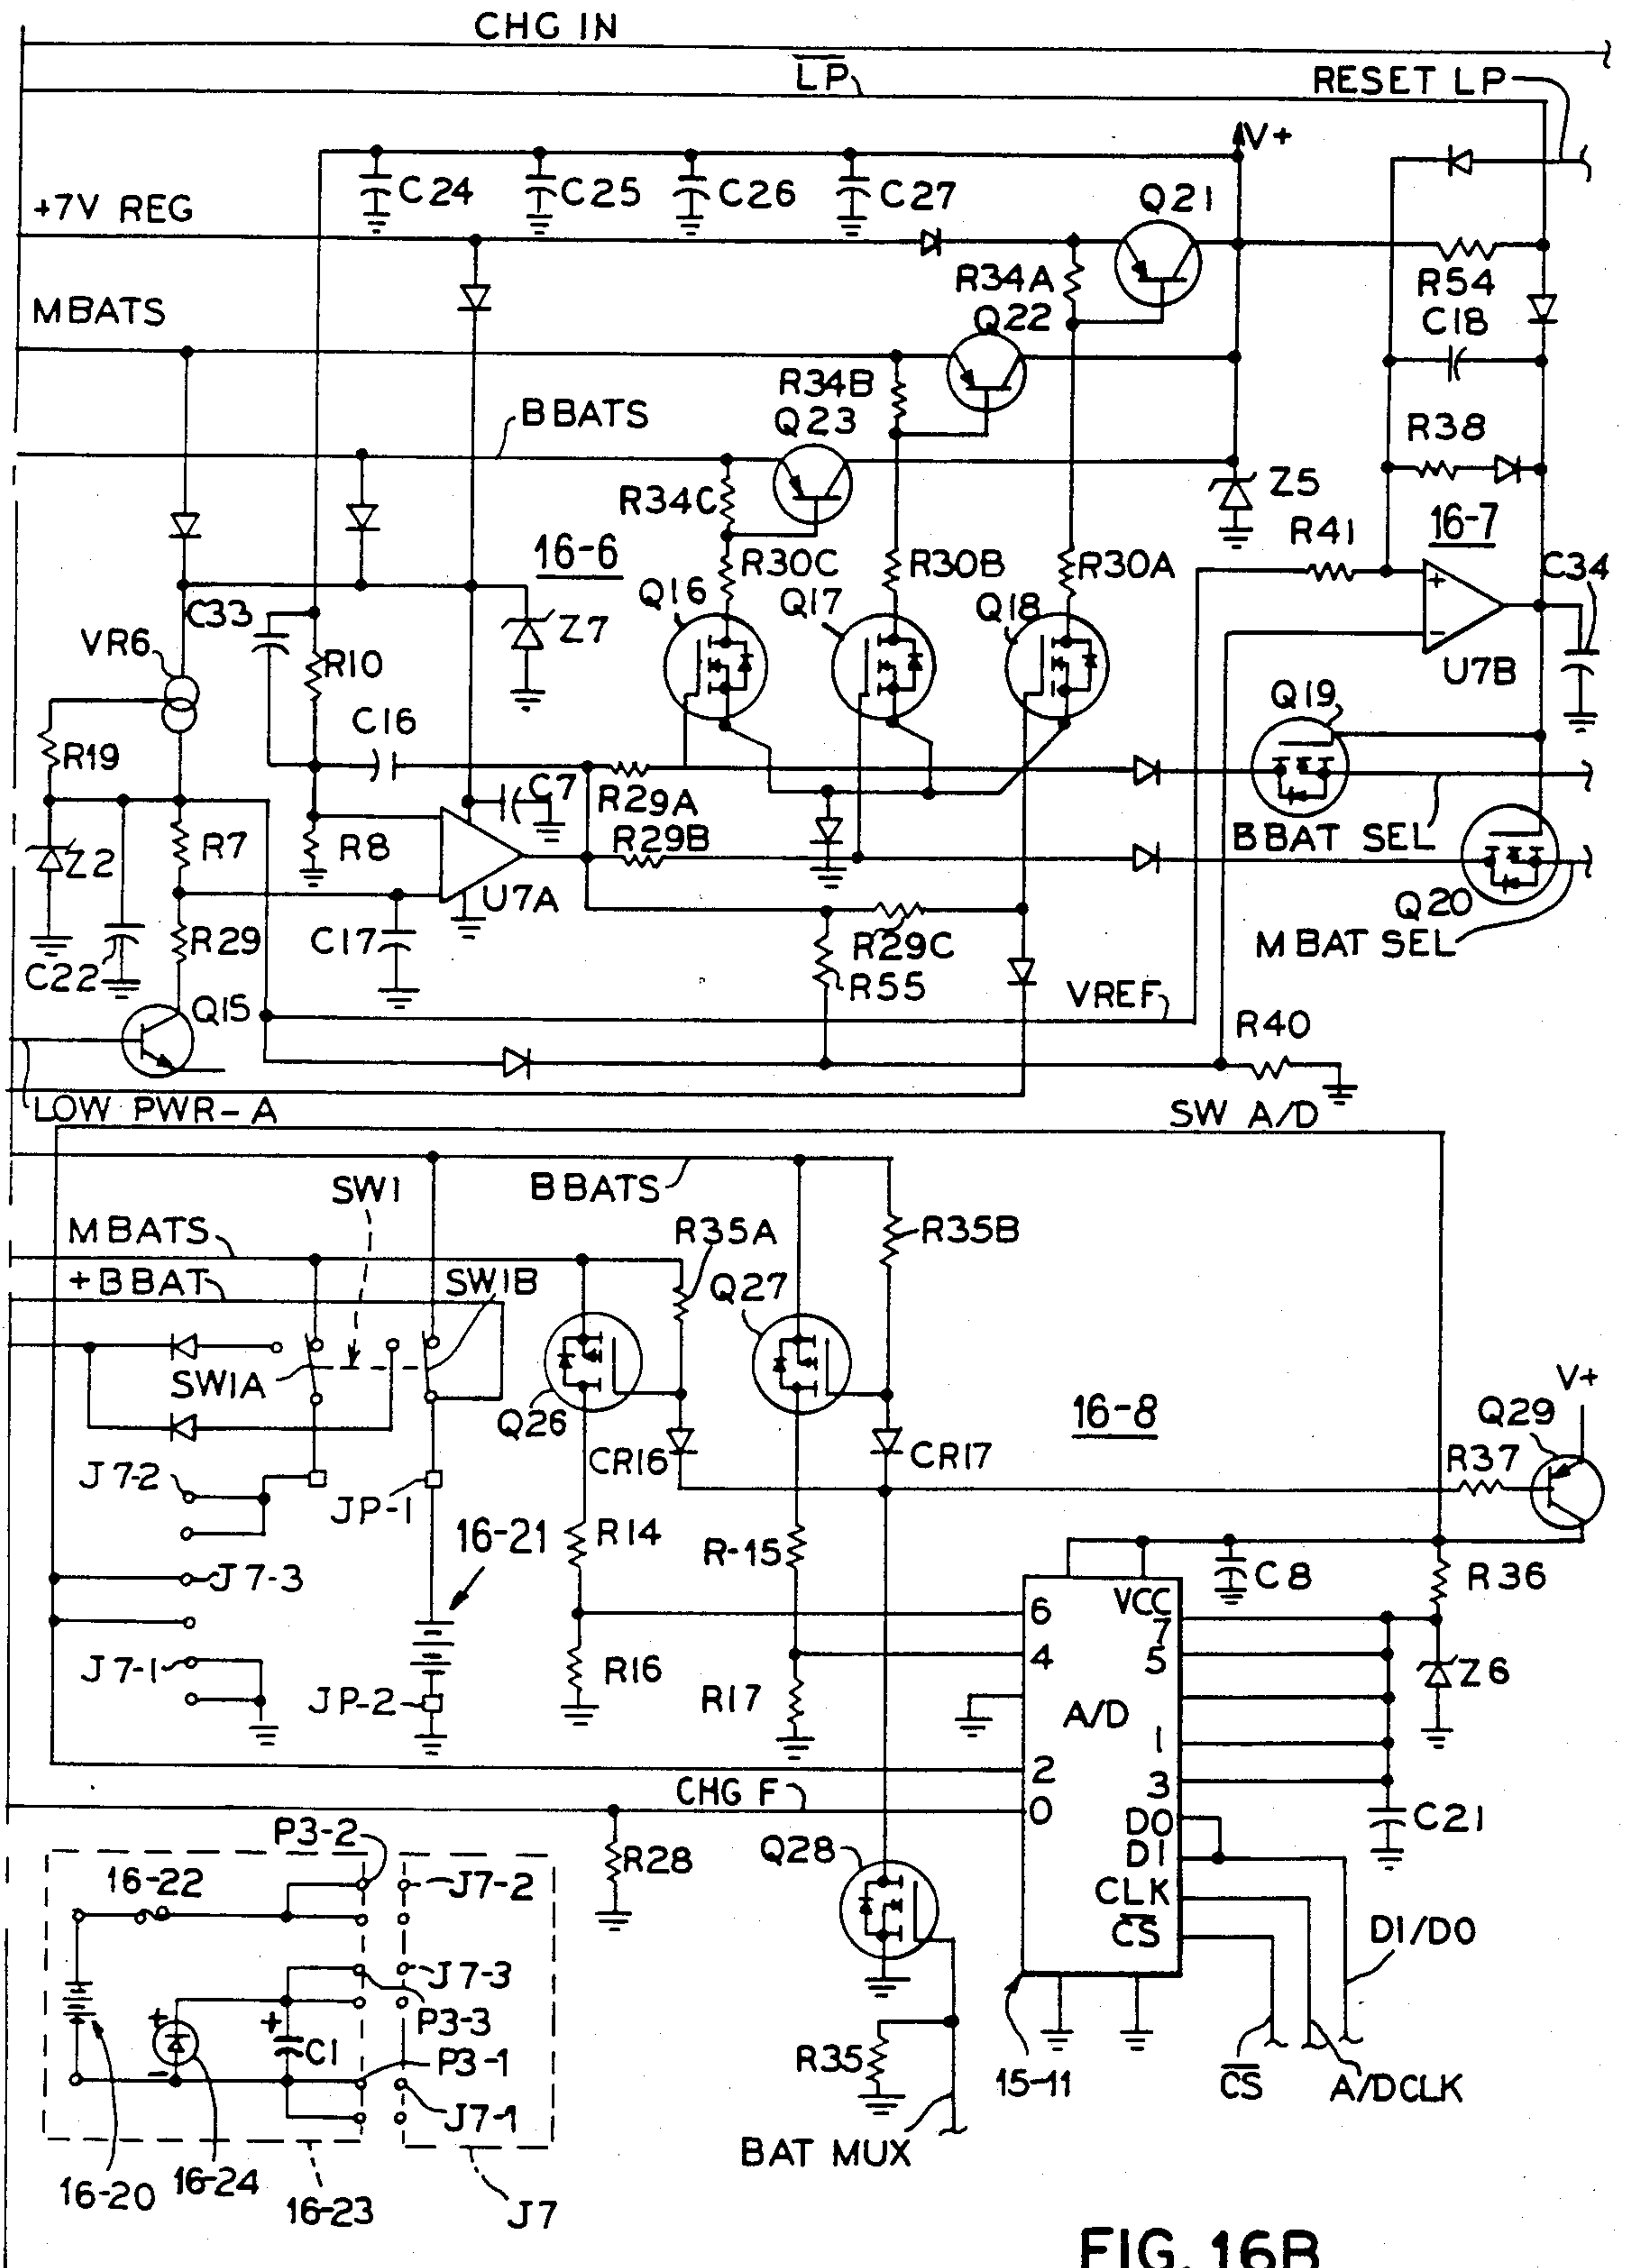 CHG IN
LP
RESET LP
V+
C24
C25
C26
C27
Q21
+7V REG
R34A
R54
Q22
C18
M BATS
R34B
Q23
B BATS
R38
R34C
Z5
R41
16-7
16-6
R30C
R30B
R30A
C34
Q16
Q17
Q18
C33
Z7
VR6
R10
+
-
U7B
Q19
C16
R19
C7
R29A
R29B
B BAT SEL
R7
R8
Z2
U7A
Q20
R29
C17
R29C
M BAT SEL
C22
R55
Q15
VREF
R40
LOW PWR-A
SW A/D
SW1
B BATS
M BATS
R35A
R35B
+B BAT
SW1B
Q27
SW1A
V+
Q26
16-8
Q29
CR16
CR17
R37
J7-2
JP-1
16-21
R14
R-15
J7-3
C8
R36
6
VCC
7
4
5
J7-1
R16
Z6
JP-2
R17
A/D
1
2
3
CHG F
0
D0
C21
P3-2
DI
Q28
R28
16-22
J7-2
CLK
CS
DI/DO
J7-3
+
+
P3-3
C1
P3-1
-
R35
15-11
CS
A/DCLK
J7-1
BAT MUX
16-20
16-24
16-23
J7
FIG. 16B